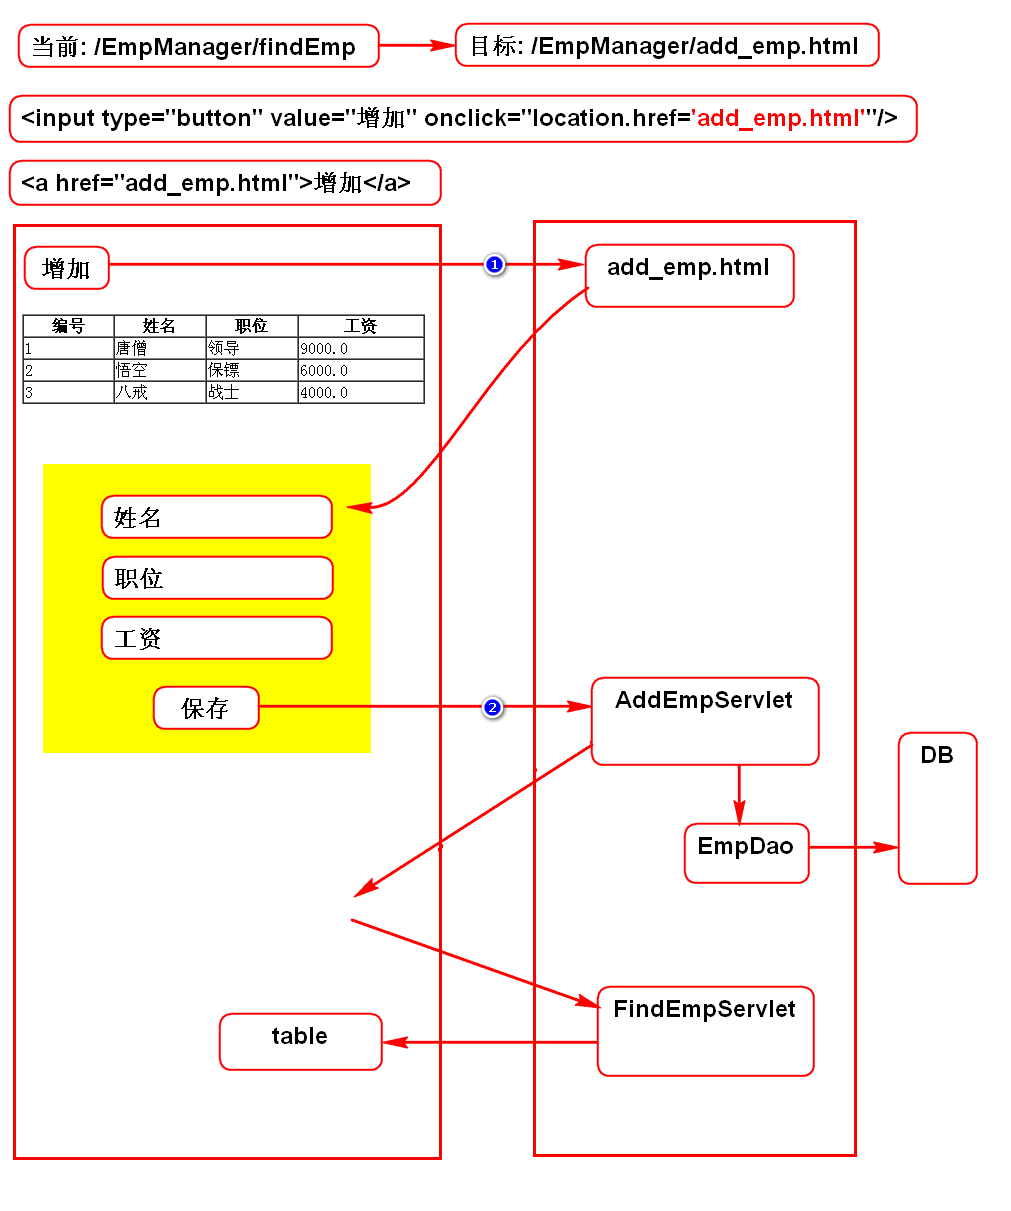 当前: /EmpManager/findEmp
目标: /EmpManager/add_emp.html
<input type="button" value="增加" onclick="location.href='add_emp.html'"/>
<a href="add_emp.html">增加</a>
增加
1
add_emp.html
编号 姓名 职位 工资
1 唐僧 领导 9000.0
2 悟空 保镖 6000.0
3 八戒 战士 4000.0
姓名
职位
工资
保存
2
AddEmpServlet
DB
EmpDao
FindEmpServlet
table